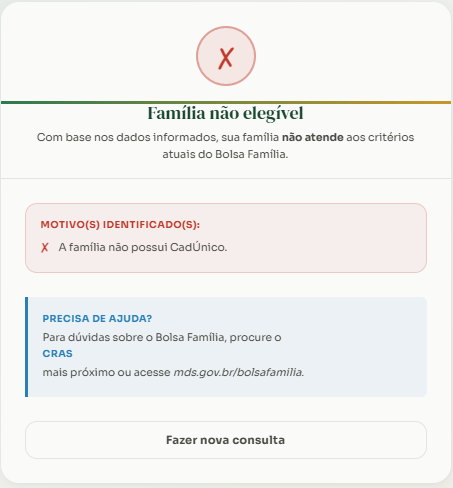 ✗
Família não elegível
Com base nos dados informados, sua família não atende aos critérios
atuais do Bolsa Família.
MOTIVO(S) IDENTIFICADO(S):
✗ A família não possui CadÚnico.
PRECISA DE AJUDA?
Para dúvidas sobre o Bolsa Família, procure o
CRAS
mais próximo ou acesse mds.gov.br/bolsafamilia.
Fazer nova consulta